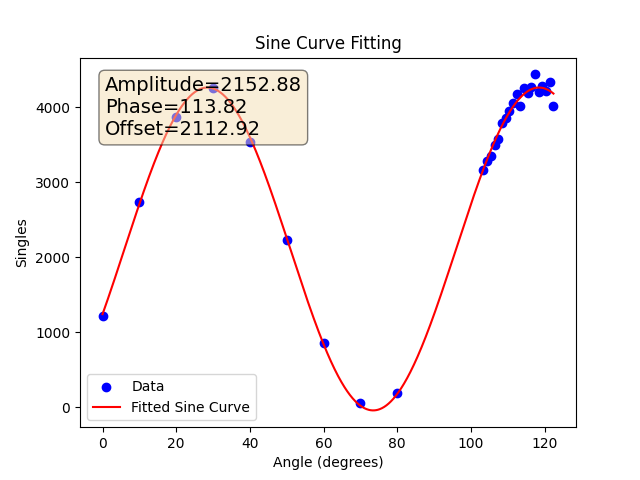 Sine Curve Fitting
Amplitude=2152.88
Phase=113.82
Offset=2112.92
4000
3000
2000
1000
0
Singles
Data
Fitted Sine Curve
0 20 40 60 80 100 120
Angle (degrees)